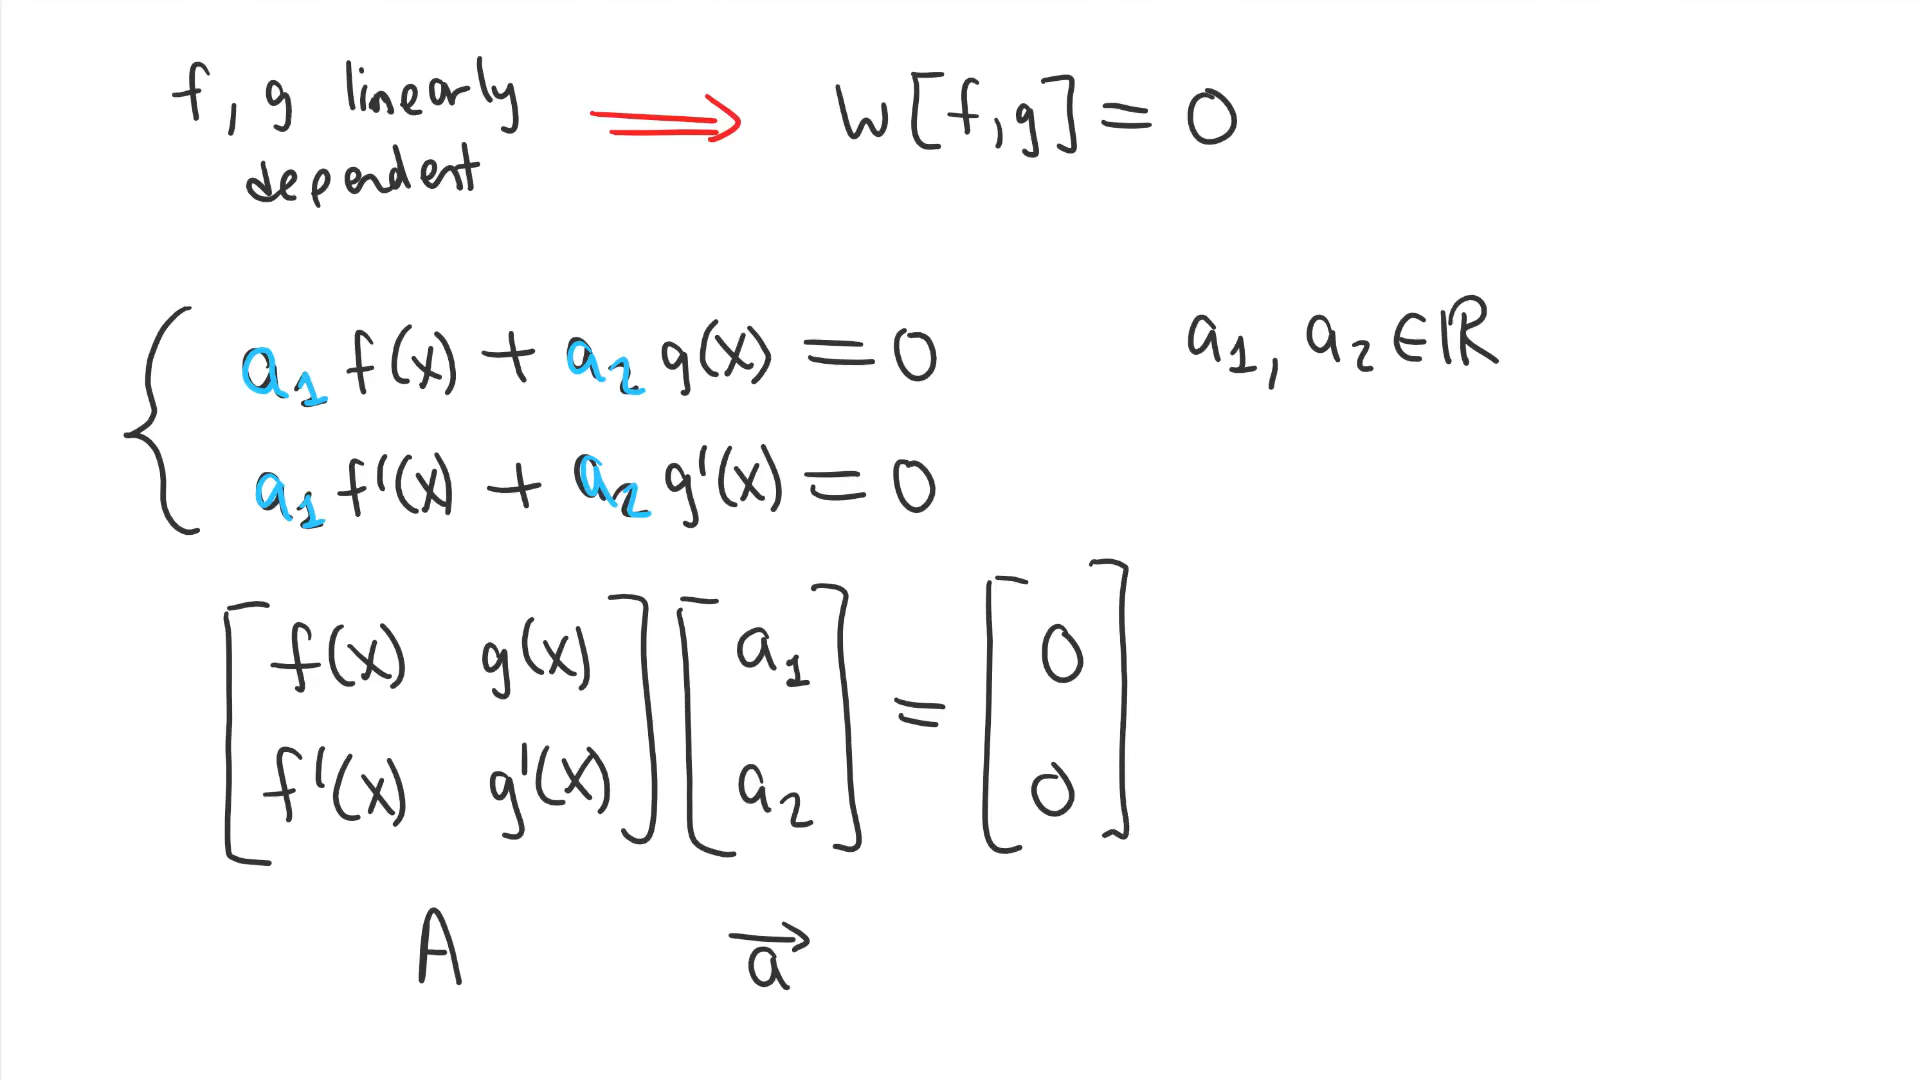 f, g linearly dependent ⟹ W[f,g] = 0
a₁ f(x) + a₂ g(x) = 0    a₁, a₂ ∈ ℝ
a₁ f'(x) + a₂ g'(x) = 0
[f(x) g(x)] [a₁] = [0]
[f'(x) g'(x)] [a₂] [0]
A    a⃗